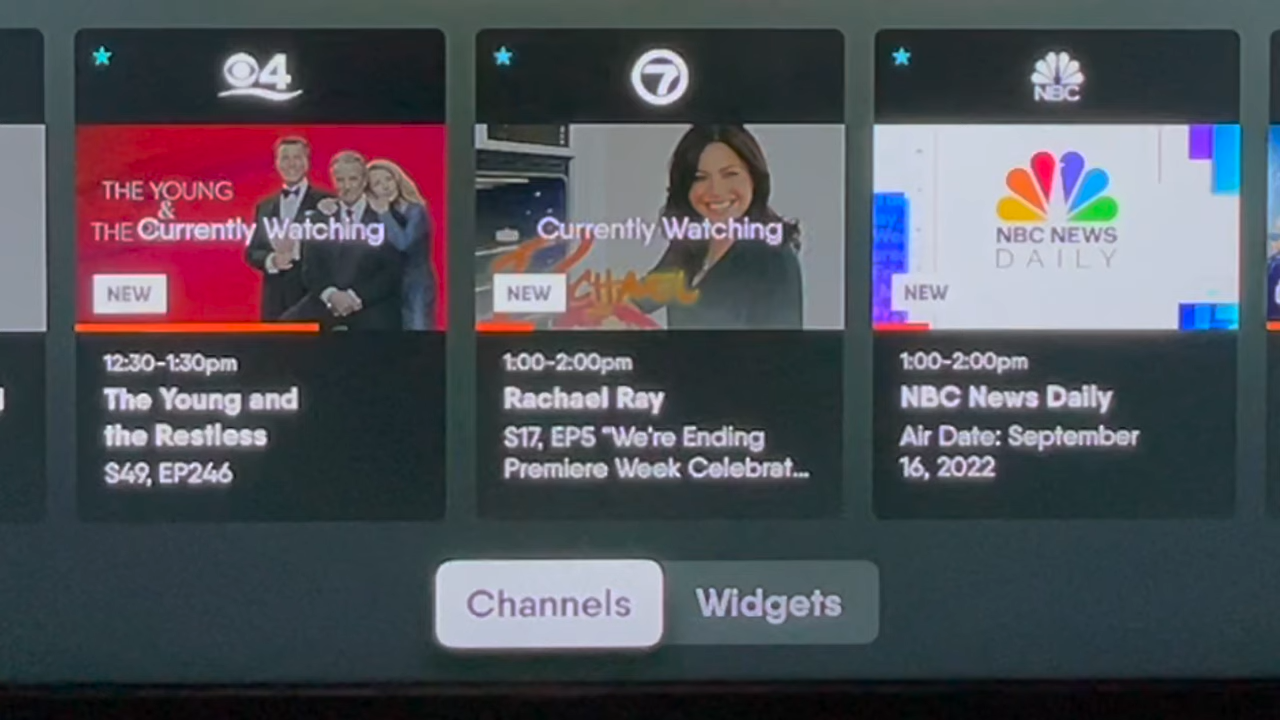 4
THE YOUNG
&
THE
Currently Watching
NEW
12:30-1:30pm
The Young and
the Restless
S49, EP246
7
Currently Watching
NEW
1:00-2:00pm
Rachael Ray
S17, EP5 "We're Ending
Premiere Week Celebrat...
NBC
NBC NEWS
DAILY
NEW
1:00-2:00pm
NBC News Daily
Air Date: September
16, 2022
Channels
Widgets